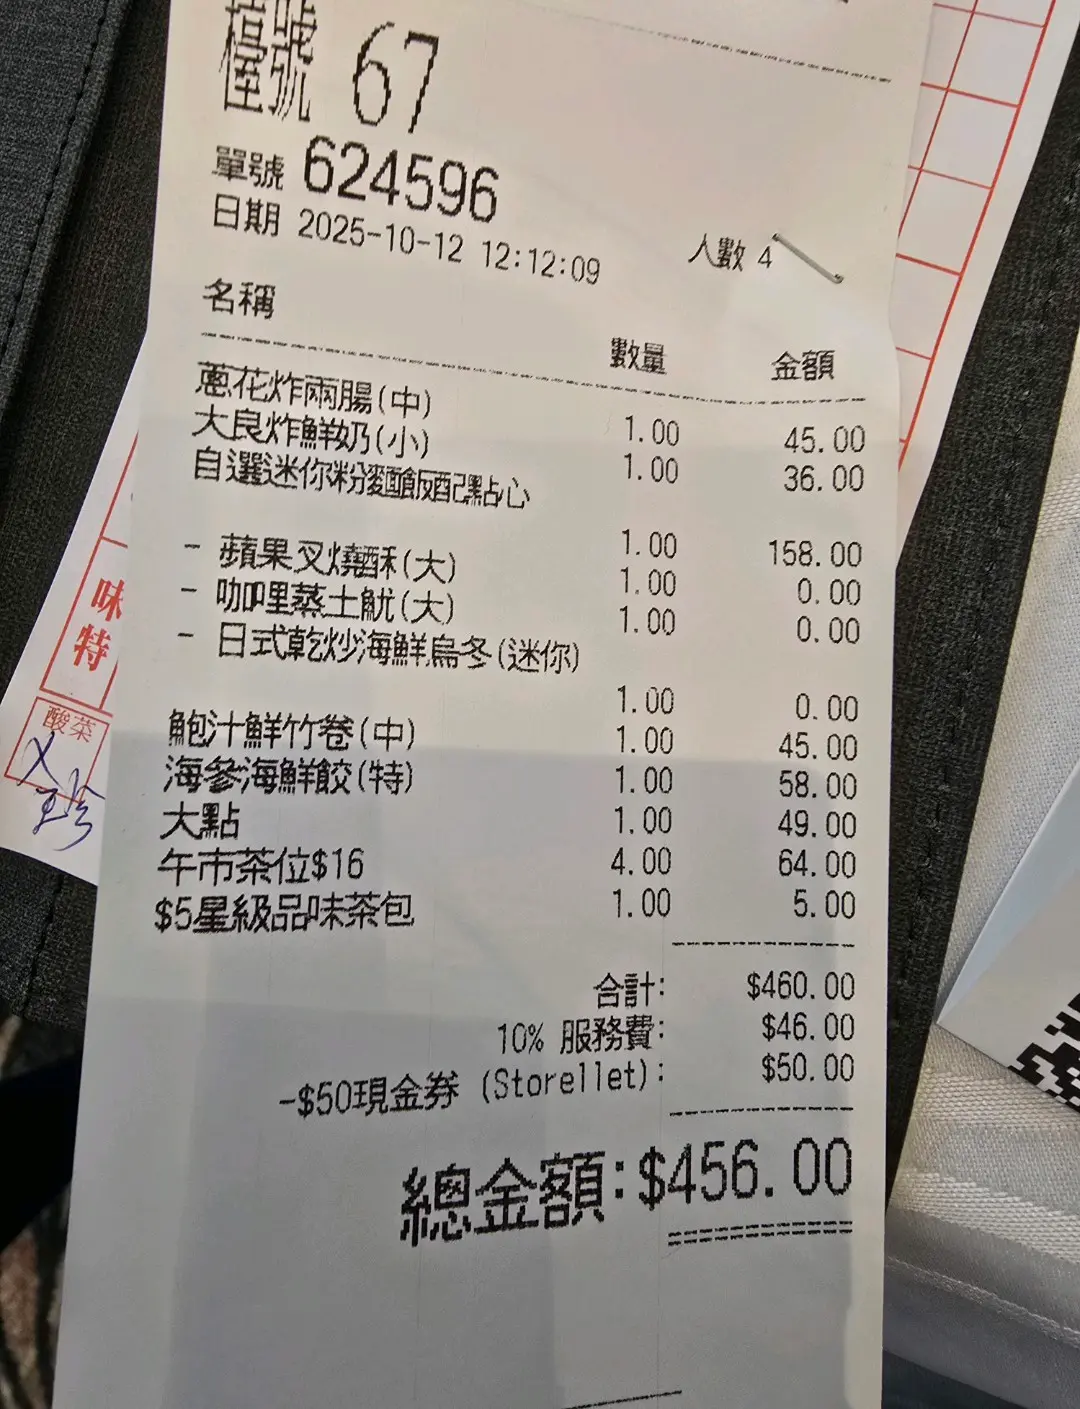 檯號 67
單號 624596
日期 2025-10-12 12:12:09 人數 4
名稱 數量 金額
蔥花炸兩腸(中) 1.00 45.00
大良炸鮮奶(小) 1.00 36.00
自選迷你粉麵飯配點心
1.00 158.00
- 蘋果叉燒酥(大) 1.00 0.00
- 咖哩蒸土魷(大) 1.00 0.00
- 日式乾炒海鮮烏冬(迷你)
1.00 0.00
鮑汁鮮竹卷(中) 1.00 45.00
海參海鮮餃(特) 1.00 58.00
大點 1.00 49.00
午市茶位$16 4.00 64.00
$5星級品味茶包 1.00 5.00
合計: $460.00
10% 服務費: $46.00
-$50現金券 (Storellet): $50.00
總金額:$456.00
味
特
酸菜